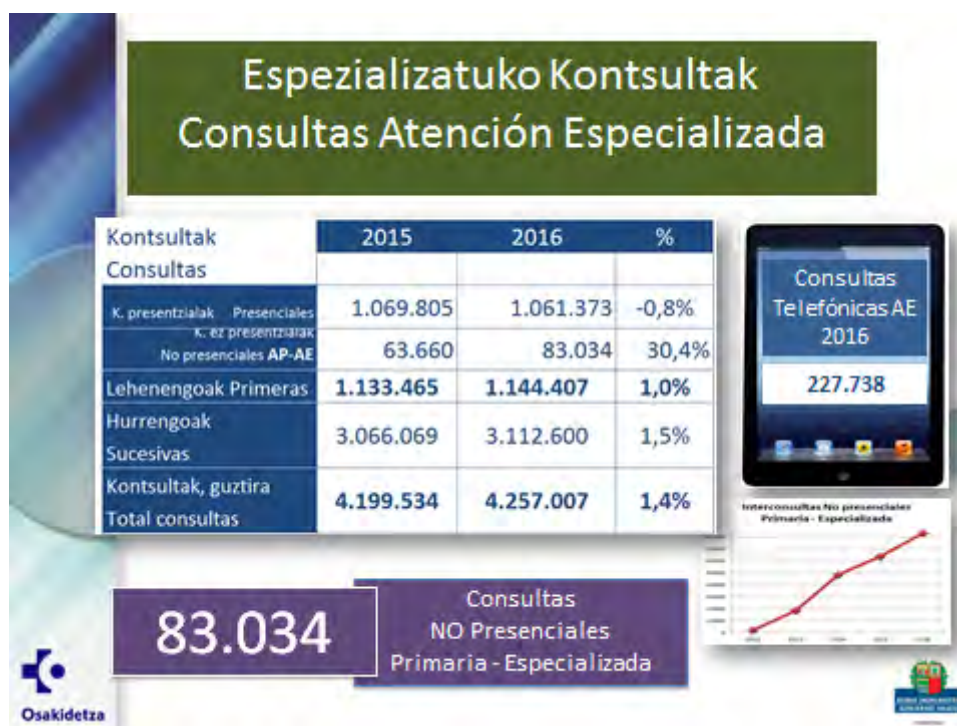 Espezializatuko Kontsultak
Consultas Atención Especializada
Kontsultak 2015 2016 %
Consultas
K. presentzialak Presenciales 1.069.805 1.061.373 -0,8%
K. ez presentzialak
No presenciales AP-AE 63.660 83.034 30,4%
Lehenengoak Primeras 1.133.465 1.144.407 1,0%
Hurrengoak
Sucesivas 3.066.069 3.112.600 1,5%
Kontsultak, guztira
Total consultas 4.199.534 4.257.007 1,4%
Consultas
Telefónicas AE
2016
227.738
Interconsultas No presenciales
Primaria - Especializada
83.034
Consultas
NO Presenciales
Primaria - Especializada
Osakidetza